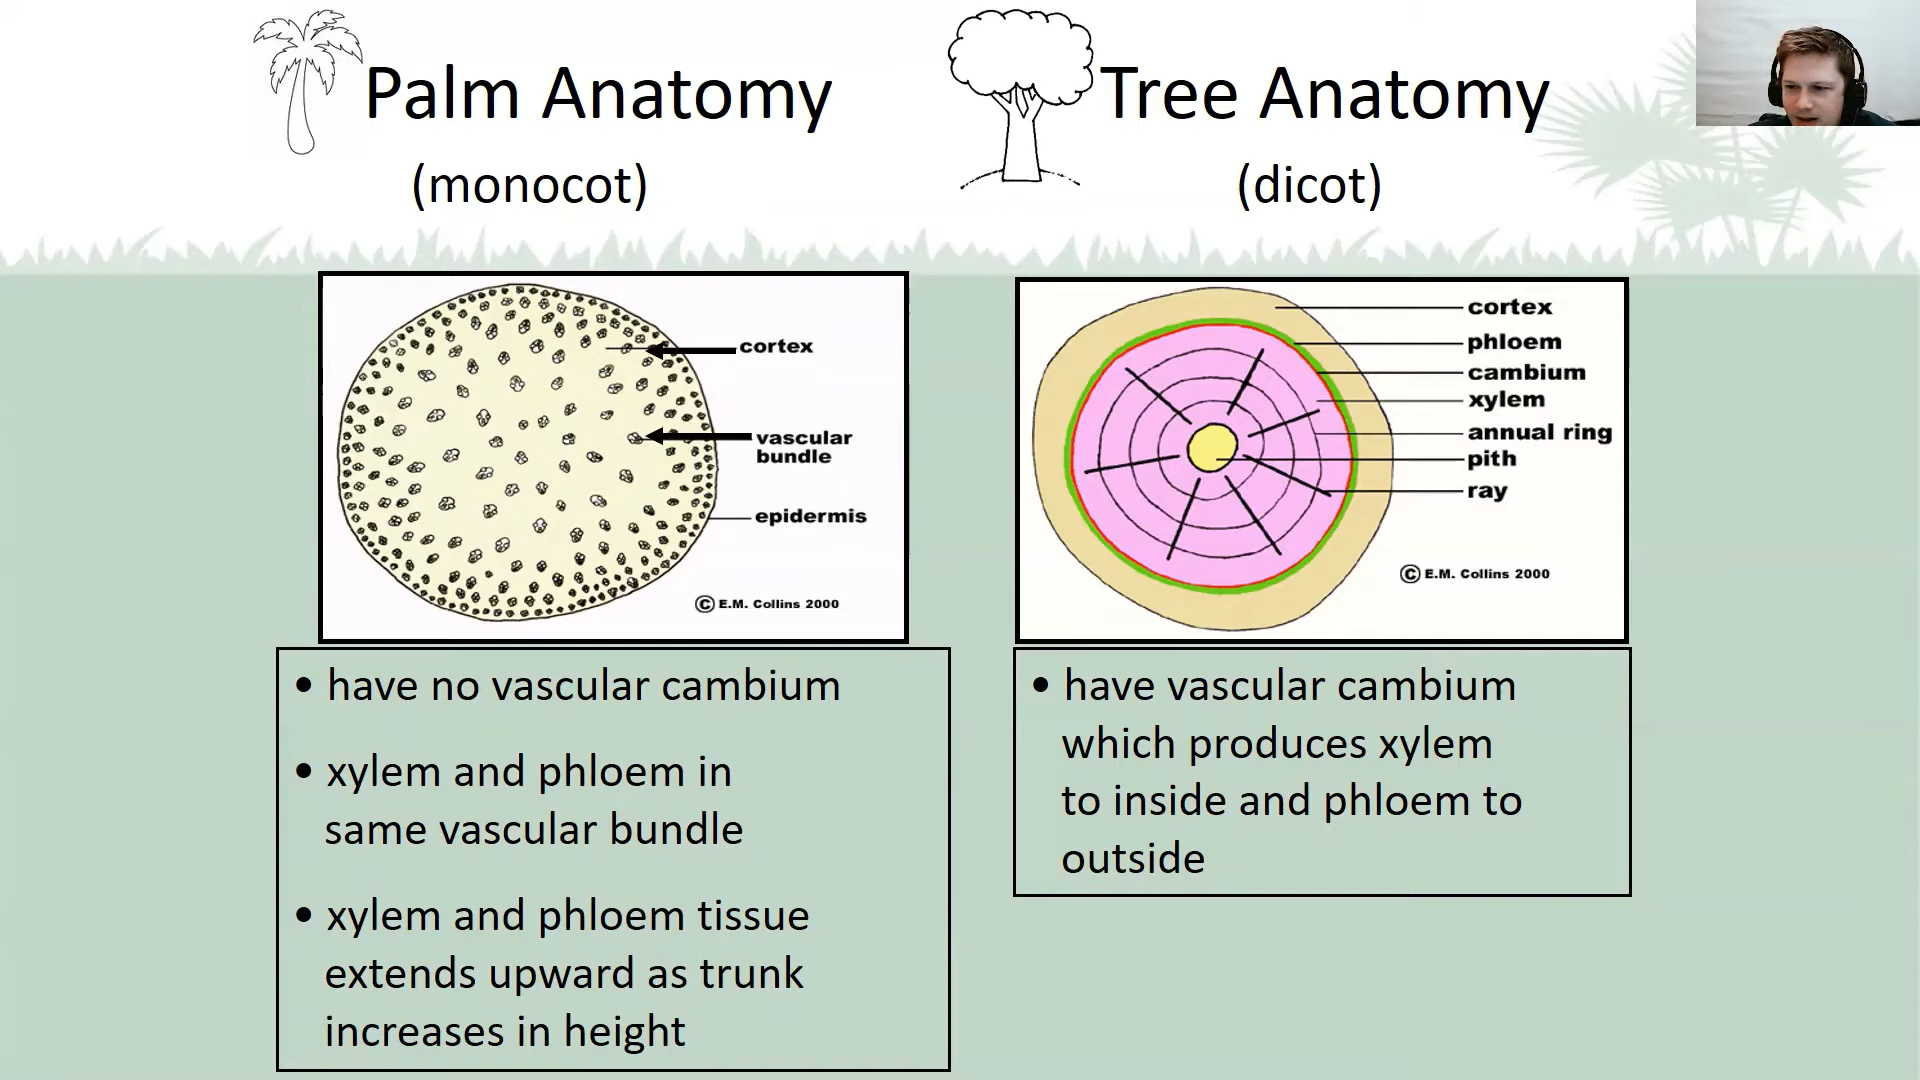 Palm Anatomy
(monocot)
Tree Anatomy
(dicot)
cortex
vascular
bundle
epidermis
© E.M. Collins 2000
cortex
phloem
cambium
xylem
annual ring
pith
ray
© E.M. Collins 2000
• have no vascular cambium
• xylem and phloem in
same vascular bundle
• xylem and phloem tissue
extends upward as trunk
increases in height
• have vascular cambium
which produces xylem
to inside and phloem to
outside